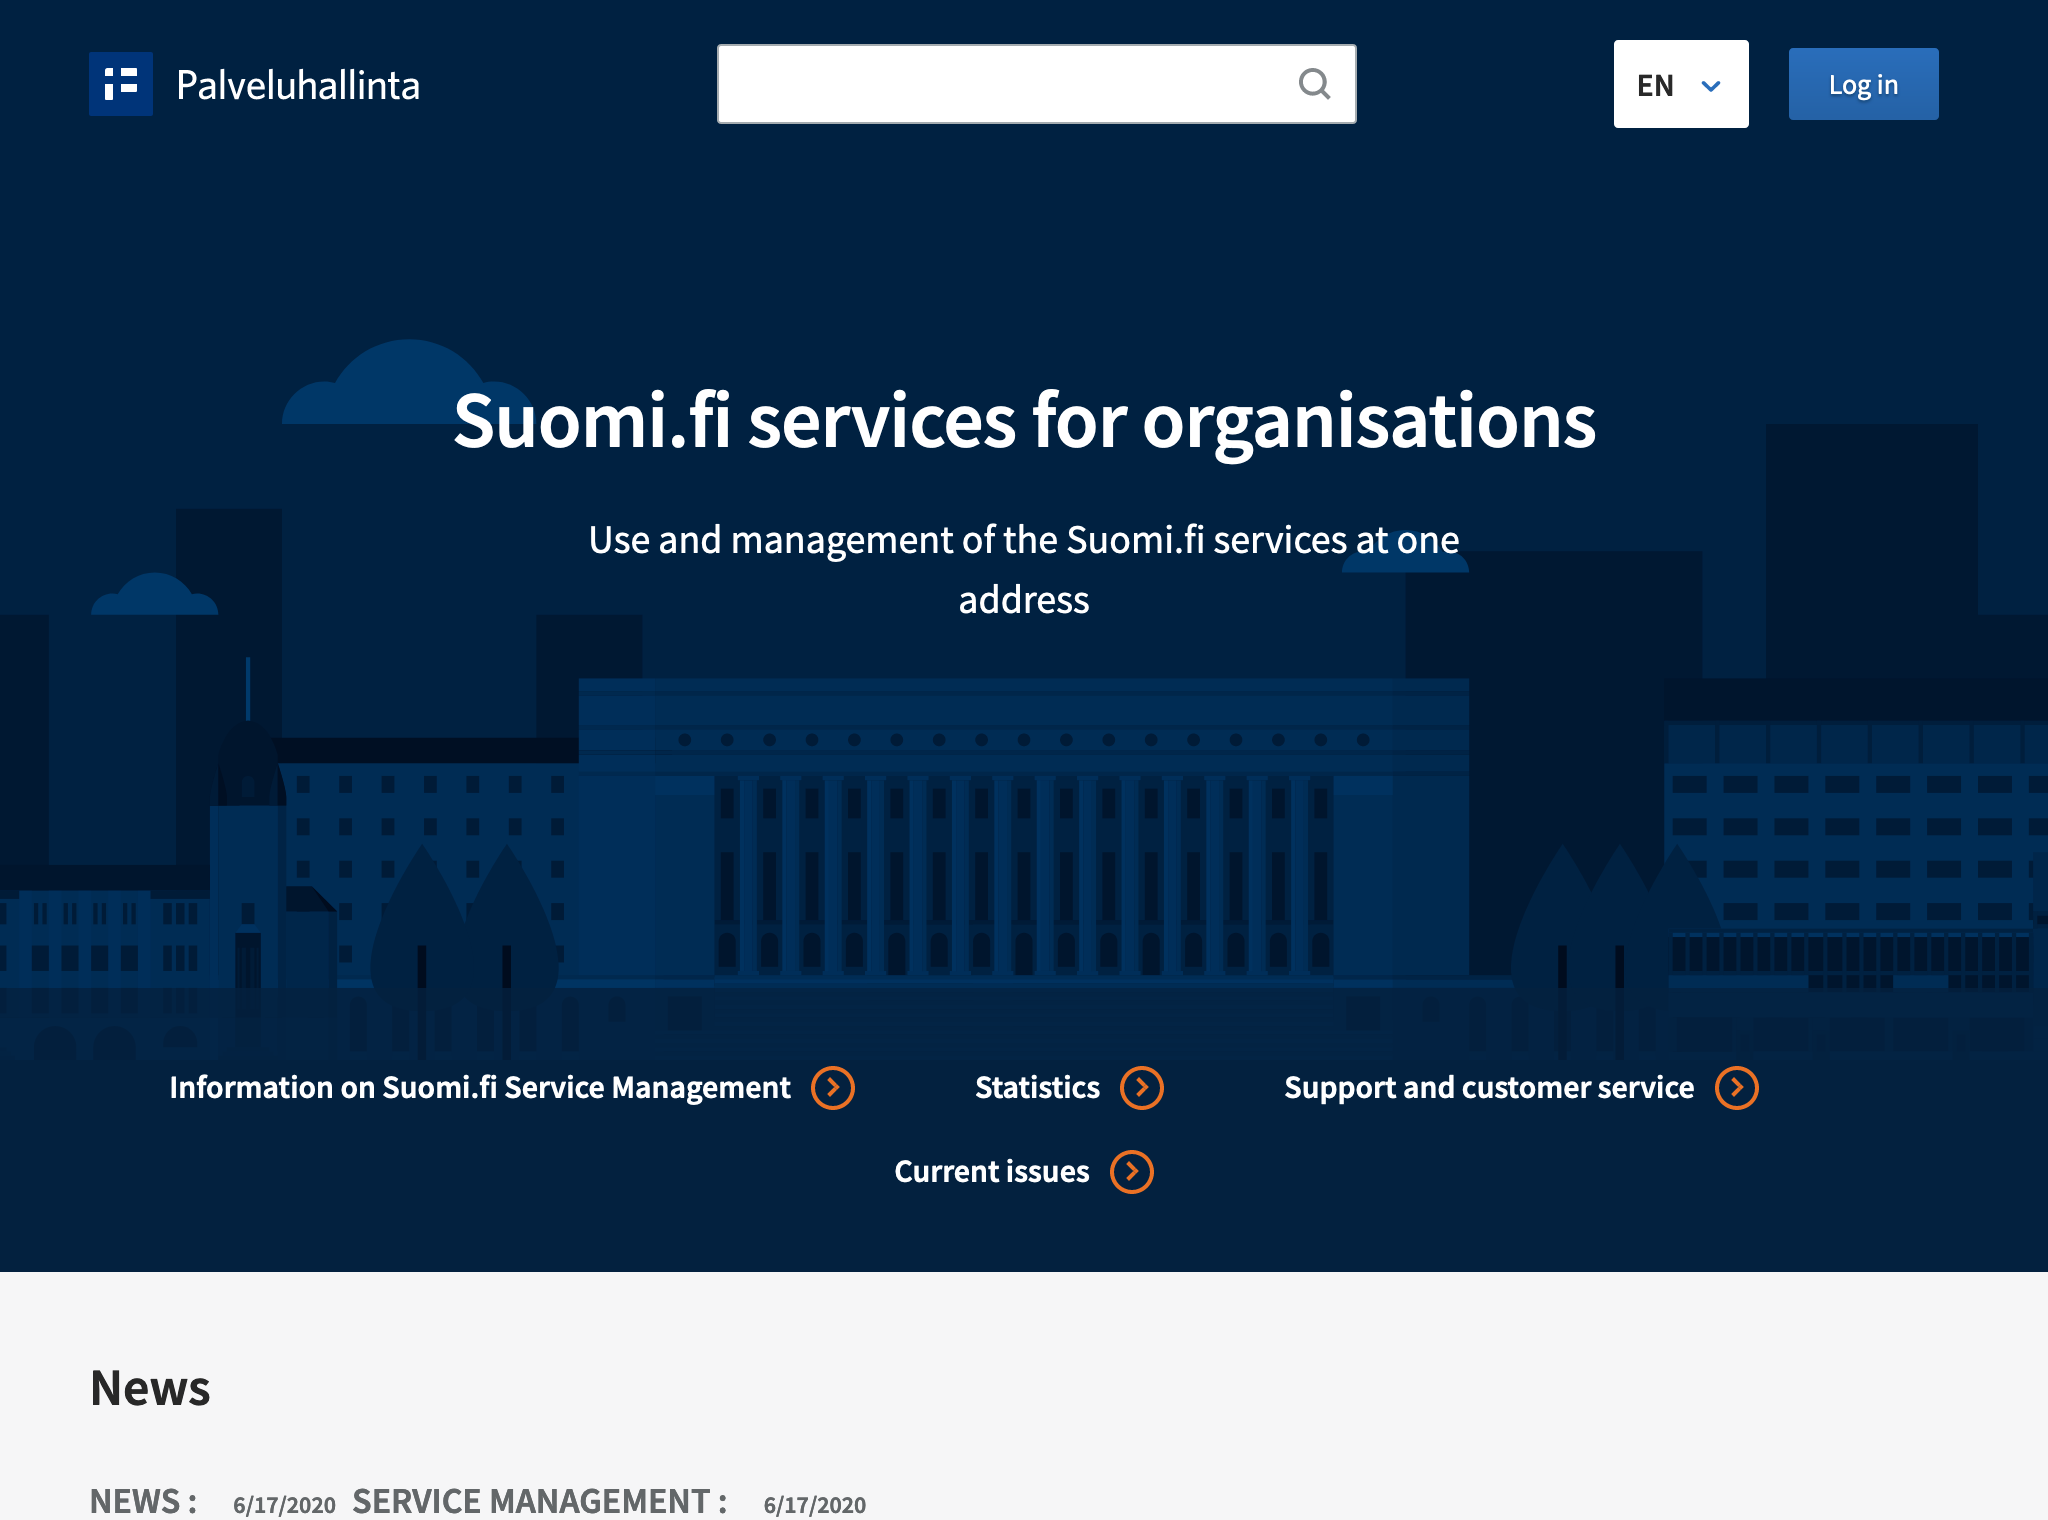 Palveluhallinta
EN
Log in
Suomi.fi services for organisations
Use and management of the Suomi.fi services at one
address
Information on Suomi.fi Service Management
Statistics
Support and customer service
Current issues
News
NEWS : 6/17/2020 SERVICE MANAGEMENT : 6/17/2020